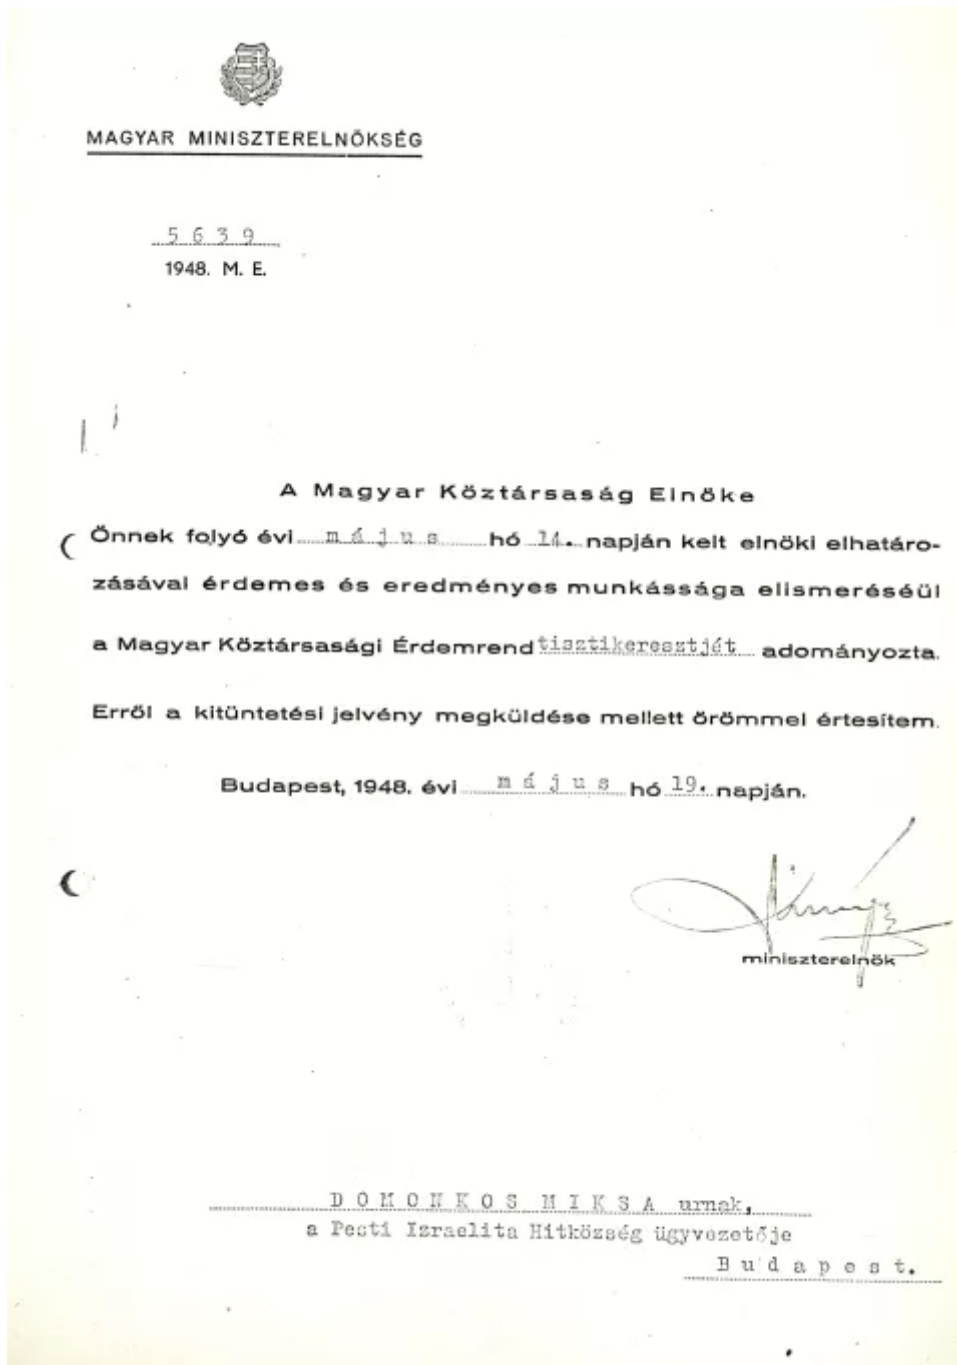 MAGYAR MINISZTERELNÖKSÉG
5639
1948. M. E.
A Magyar Köztársaság Elnöke
Önnek folyó évi május hó 14. napján kelt elnöki elhatáro-
zásával érdemes és eredményes munkássága elismeréséül
a Magyar Köztársasági Érdemrend tisztikeresztjét adományozta.
Erről a kitüntetési jelvény megküldése mellett örömmel értesítem.
Budapest, 1948. évi május hó 19. napján.
miniszterelnök
DOMONKOS MIKSA urnak,
a Pesti Izraelita Hitközség ügyvezetője
Budapest.